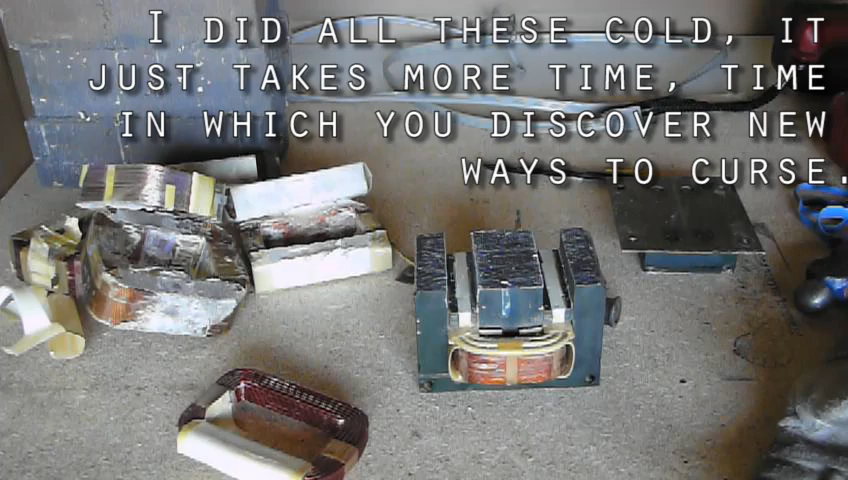 I DID ALL THESE COLD, IT
JUST TAKES MORE TIME, TIME
IN WHICH YOU DISCOVER NEW
WAYS TO CURSE.